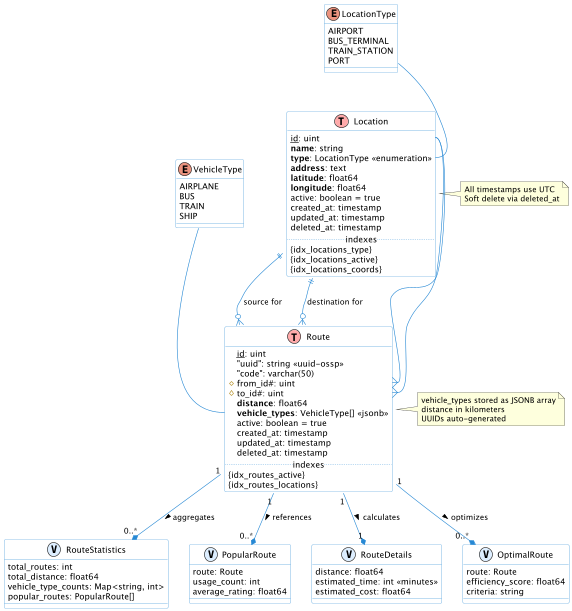 E LocationType
AIRPORT
BUS_TERMINAL
TRAIN_STATION
PORT
T Location
id: uint
name: string
type: LocationType «enumeration»
address: text
latitude: float64
longitude: float64
active: boolean = true
created_at: timestamp
updated_at: timestamp
deleted_at: timestamp
indexes
{idx_locations_type}
{idx_locations_active}
{idx_locations_coords}
All timestamps use UTC
Soft delete via deleted_at
E VehicleType
AIRPLANE
BUS
TRAIN
SHIP
source for
destination for
T Route
id: uint
"uuid": string «uuid-ossp»
"code": varchar(50)
from_id#: uint
to_id#: uint
distance: float64
vehicle_types: VehicleType[] «jsonb»
active: boolean = true
created_at: timestamp
updated_at: timestamp
deleted_at: timestamp
indexes
{idx_routes_active}
{idx_routes_locations}
vehicle_types stored as JSONB array
distance in kilometers
UUIDs auto-generated
1
1
1
1
aggregates
references
calculates
optimizes
0..*
0..*
1
0..*
V RouteStatistics
total_routes: int
total_distance: float64
vehicle_type_counts: Map<string, int>
popular_routes: PopularRoute[]
V PopularRoute
route: Route
usage_count: int
average_rating: float64
V RouteDetails
distance: float64
estimated_time: int «minutes»
estimated_cost: float64
V OptimalRoute
route: Route
efficiency_score: float64
criteria: string